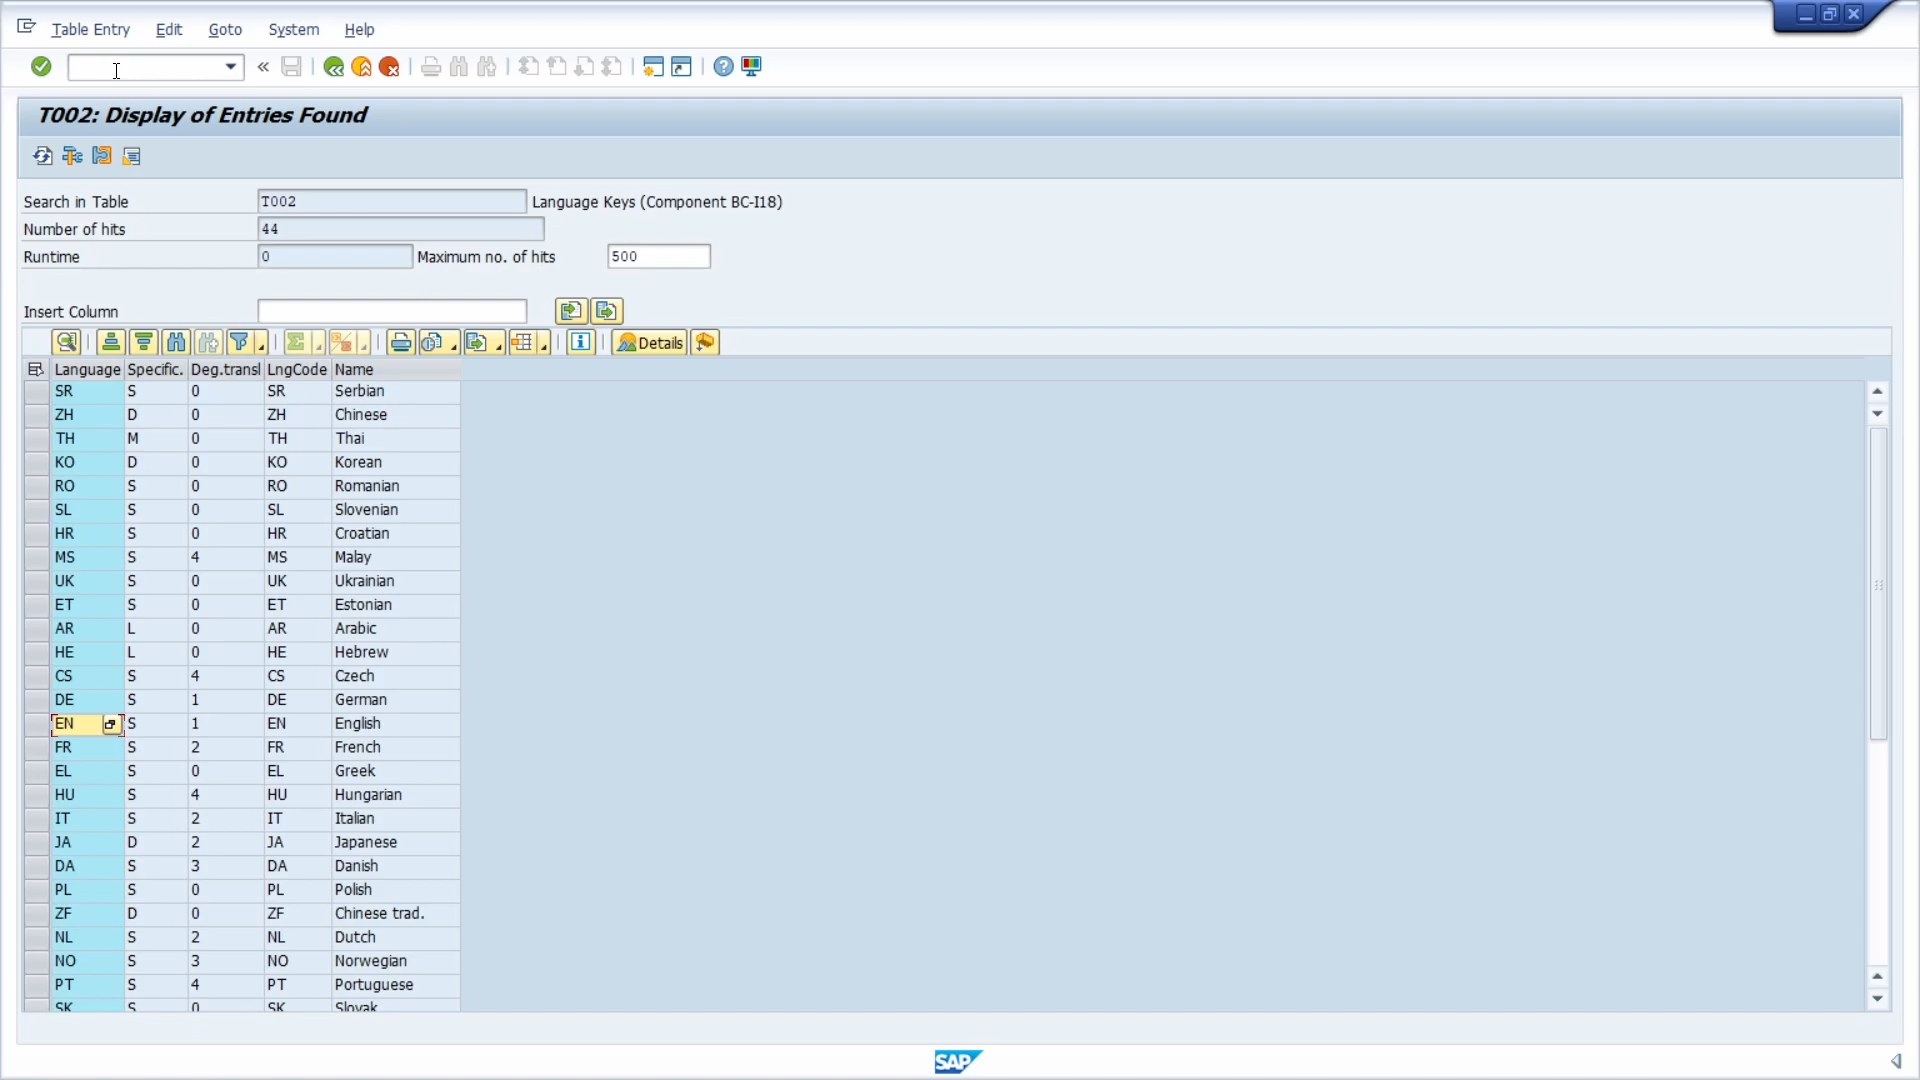 Table Entry Edit Goto System Help
T002: Display of Entries Found
Search in Table T002 Language Keys (Component BC-I18)
Number of hits 44
Runtime 0 Maximum no. of hits 500
Insert Column
Details
Language Specific. Deg.transl LngCode Name
SR S 0 SR Serbian
ZH D 0 ZH Chinese
TH M 0 TH Thai
KO D 0 KO Korean
RO S 0 RO Romanian
SL S 0 SL Slovenian
HR S 0 HR Croatian
MS S 4 MS Malay
UK S 0 UK Ukrainian
ET S 0 ET Estonian
AR L 0 AR Arabic
HE L 0 HE Hebrew
CS S 4 CS Czech
DE S 1 DE German
EN S 1 EN English
FR S 2 FR French
EL S 0 EL Greek
HU S 4 HU Hungarian
IT S 2 IT Italian
JA D 2 JA Japanese
DA S 3 DA Danish
PL S 0 PL Polish
ZF D 0 ZF Chinese trad.
NL S 2 NL Dutch
NO S 3 NO Norwegian
PT S 4 PT Portuguese
SK S 0 SK Slovak
SAP